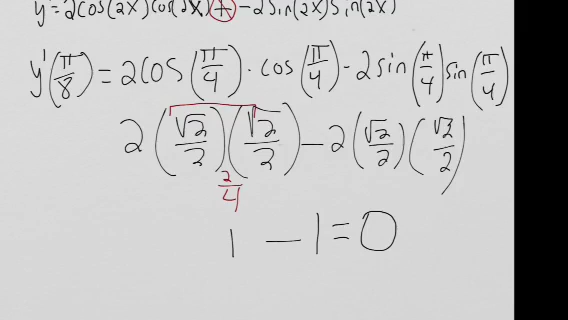 y' = 2cos(2x)cos(2x) + -2sin(2x)sin(2x)
y'(π/8) = 2cos(π/4) · cos(π/4) - 2sin(π/4)sin(π/4)
2(√2/2)(√2/2) - 2(√2/2)(√2/2)
2/4
1 - 1 = 0